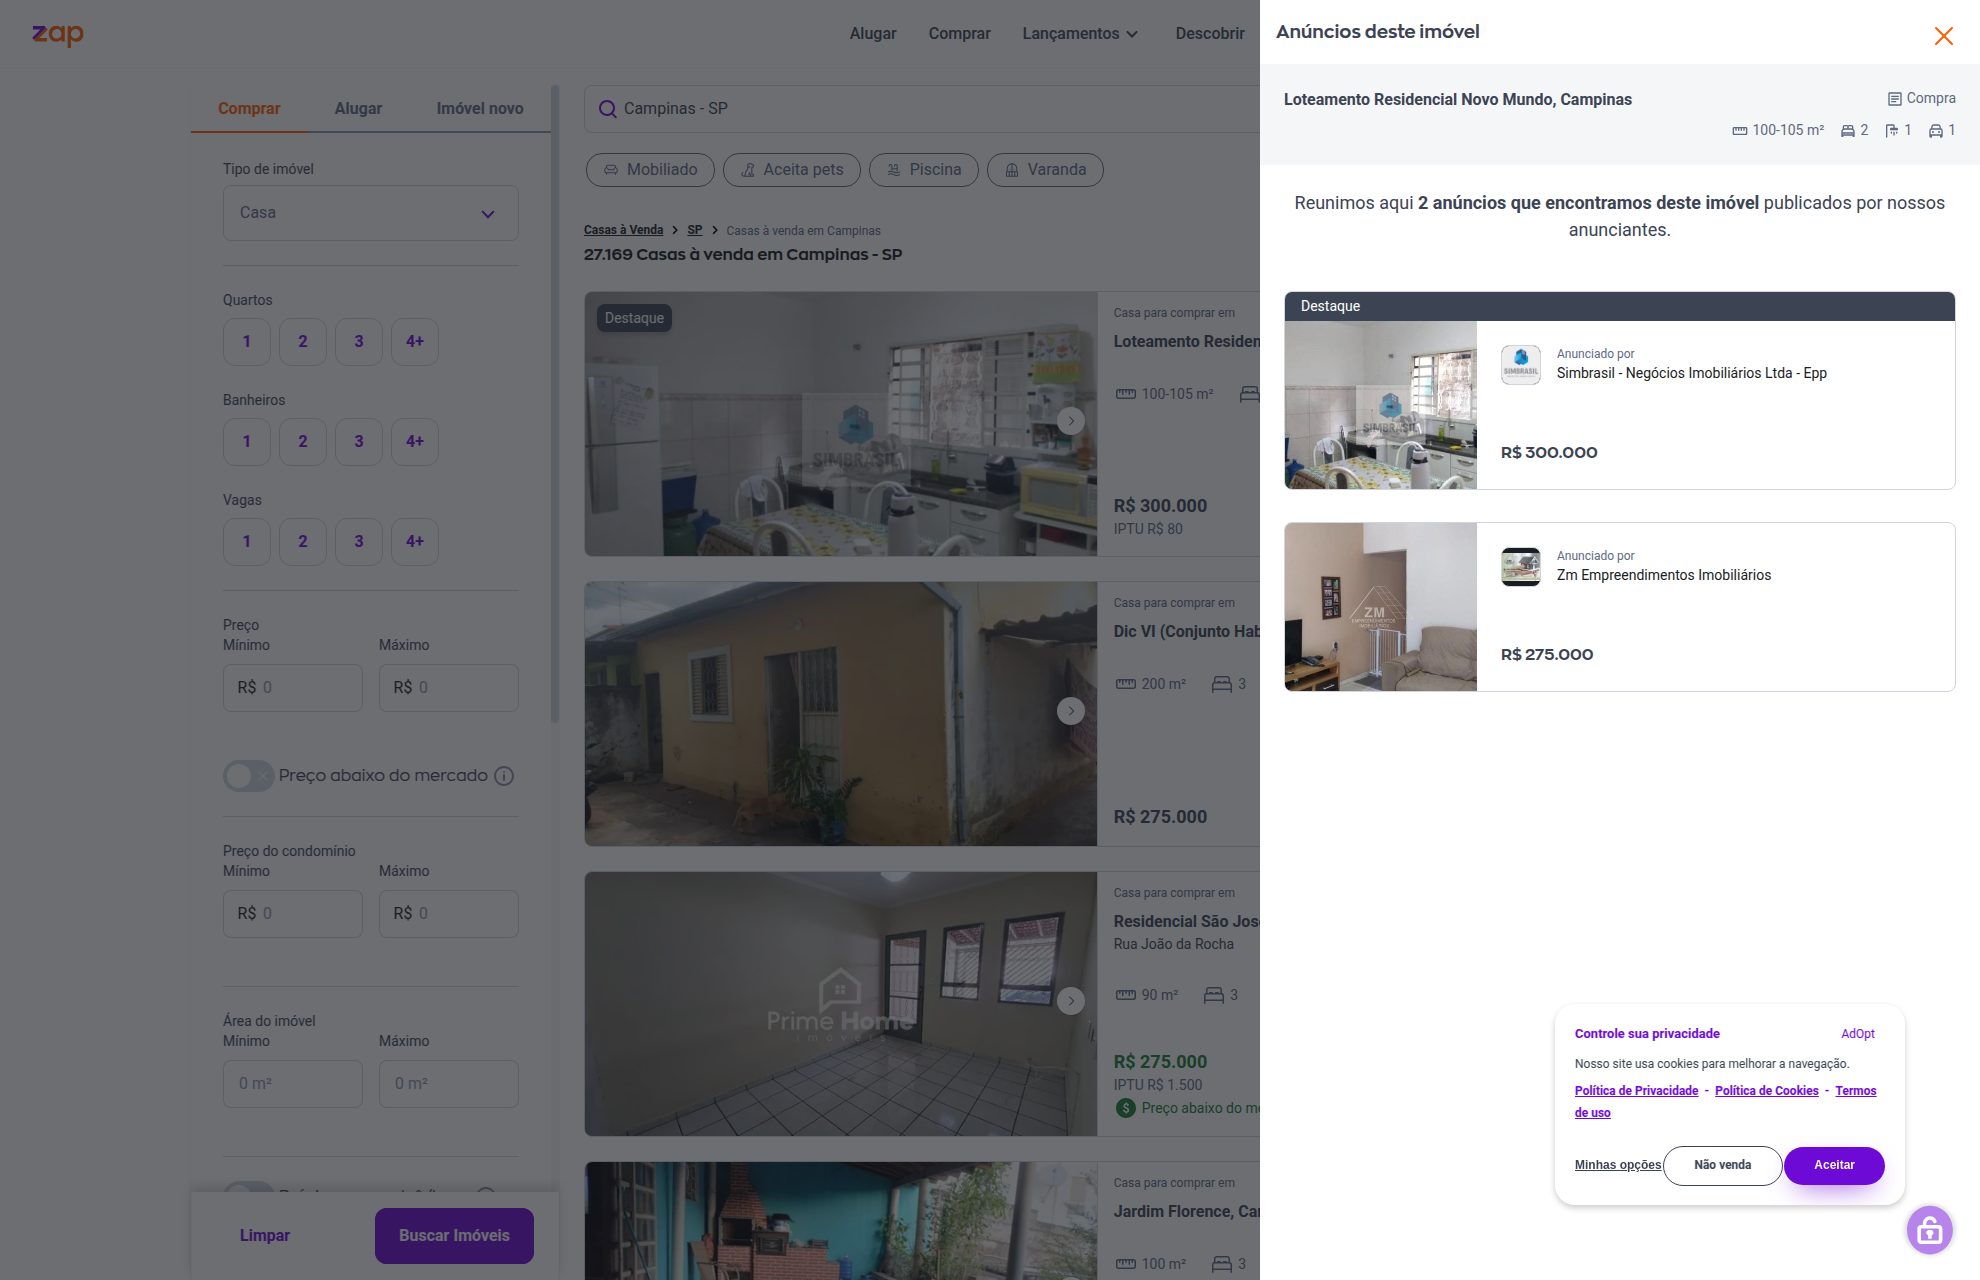 zap
Alugar
Comprar
Lançamentos
Descobrir
Comprar
Alugar
Imóvel novo
Tipo de imóvel
Casa
Quartos
1
2
3
4+
Banheiros
1
2
3
4+
Vagas
1
2
3
4+
Preço
Mínimo
Máximo
R$ 0
R$ 0
Preço abaixo do mercado
Preço do condomínio
Mínimo
Máximo
R$ 0
R$ 0
Área do imóvel
Mínimo
Máximo
0 m²
0 m²
Limpar
Buscar Imóveis
Campinas - SP
Mobiliado
Aceita pets
Piscina
Varanda
Casas à Venda
SP
Casas à venda em Campinas
27.169 Casas à venda em Campinas - SP
Destaque
SIMBRASIL
Casa para comprar em
Loteamento Residen
100-105 m²
R$ 300.000
IPTU R$ 80
Casa para comprar em
Dic VI (Conjunto Hab
200 m²
3
R$ 275.000
Prime Home
Imóveis
Casa para comprar em
Residencial São Jos
Rua João da Rocha
90 m²
3
R$ 275.000
IPTU R$ 1.500
Preço abaixo do me
Casa para comprar em
Jardim Florence, Ca
100 m²
3
Anúncios deste imóvel
Loteamento Residencial Novo Mundo, Campinas
Compra
100-105 m²
2
1
1
Reunimos aqui 2 anúncios que encontramos deste imóvel publicados por nossos
anunciantes.
Destaque
SIMBRASIL
SIMBRASIL
Anunciado por
Simbrasil - Negócios Imobiliários Ltda - Epp
R$ 300.000
ZM
EMPREENDIMENTOS
IMOBILIÁRIOS
Anunciado por
Zm Empreendimentos Imobiliários
R$ 275.000
Controle sua privacidade
AdOpt
Nosso site usa cookies para melhorar a navegação.
Política de Privacidade - Política de Cookies - Termos
de uso
Minhas opções
Não venda
Aceitar